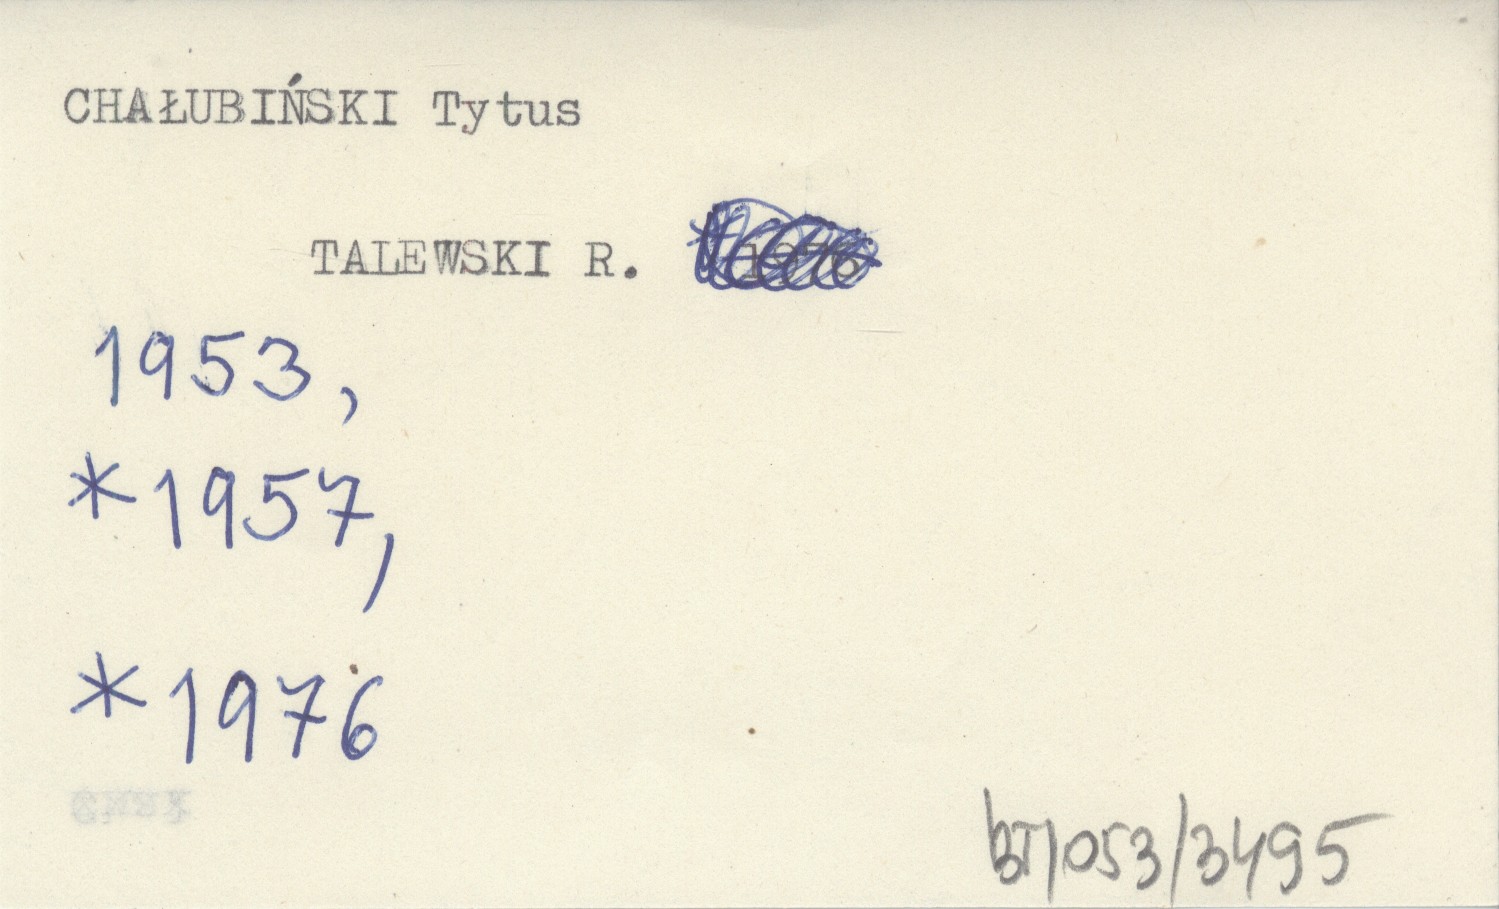 CHAŁUBIŃSKI Tytus
TALEWSKI R.
1953,
*1957,
*1976
BT/053/3495